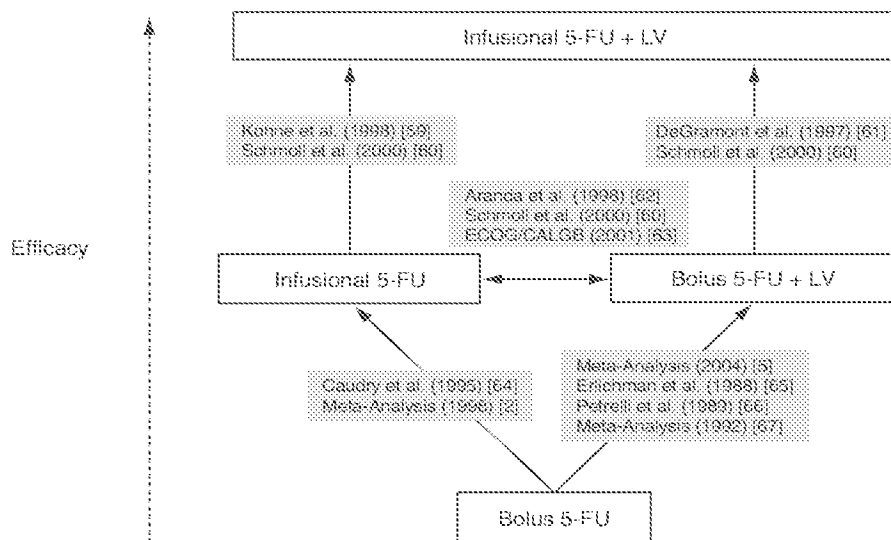 Infusional 5-FU + LV
Konne et al. (1998) [59]
Schmoll et al. (2000) [60]
DeGramont et al. (1997) [61]
Schmoll et al. (2000) [60]
Aranda et al. (1998) [62]
Schmoll et al. (2000) [60]
ECOG/CALGB (2001) [63]
Efficacy
Infusional 5-FU
Bolus 5-FU + LV
Caudry et al. (1995) [64]
Meta-Analysis (1998) [2]
Meta-Analysis (2004) [5]
Erlichman et al. (1988) [65]
Petrelli et al. (1989) [66]
Meta-Analysis (1992) [67]
Bolus 5-FU